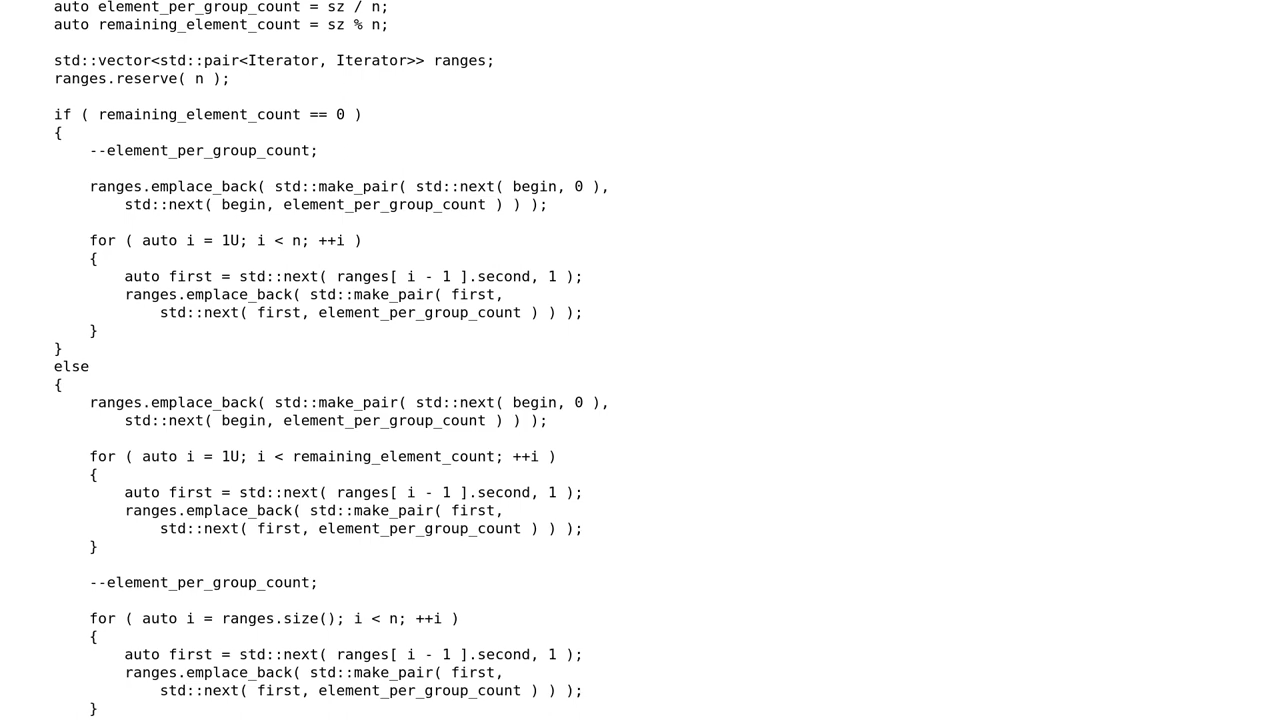 auto element_per_group_count = sz / n;
auto remaining_element_count = sz % n;
std::vector<std::pair<Iterator, Iterator>> ranges;
ranges.reserve( n );
if ( remaining_element_count == 0 )
{
--element_per_group_count;
ranges.emplace_back( std::make_pair( std::next( begin, 0 ),
std::next( begin, element_per_group_count ) ) );
for ( auto i = 1U; i < n; ++i )
{
auto first = std::next( ranges[ i - 1 ].second, 1 );
ranges.emplace_back( std::make_pair( first,
std::next( first, element_per_group_count ) ) );
}
}
else
{
ranges.emplace_back( std::make_pair( std::next( begin, 0 ),
std::next( begin, element_per_group_count ) ) );
for ( auto i = 1U; i < remaining_element_count; ++i )
{
auto first = std::next( ranges[ i - 1 ].second, 1 );
ranges.emplace_back( std::make_pair( first,
std::next( first, element_per_group_count ) ) );
}
--element_per_group_count;
for ( auto i = ranges.size(); i < n; ++i )
{
auto first = std::next( ranges[ i - 1 ].second, 1 );
ranges.emplace_back( std::make_pair( first,
std::next( first, element_per_group_count ) ) );
}